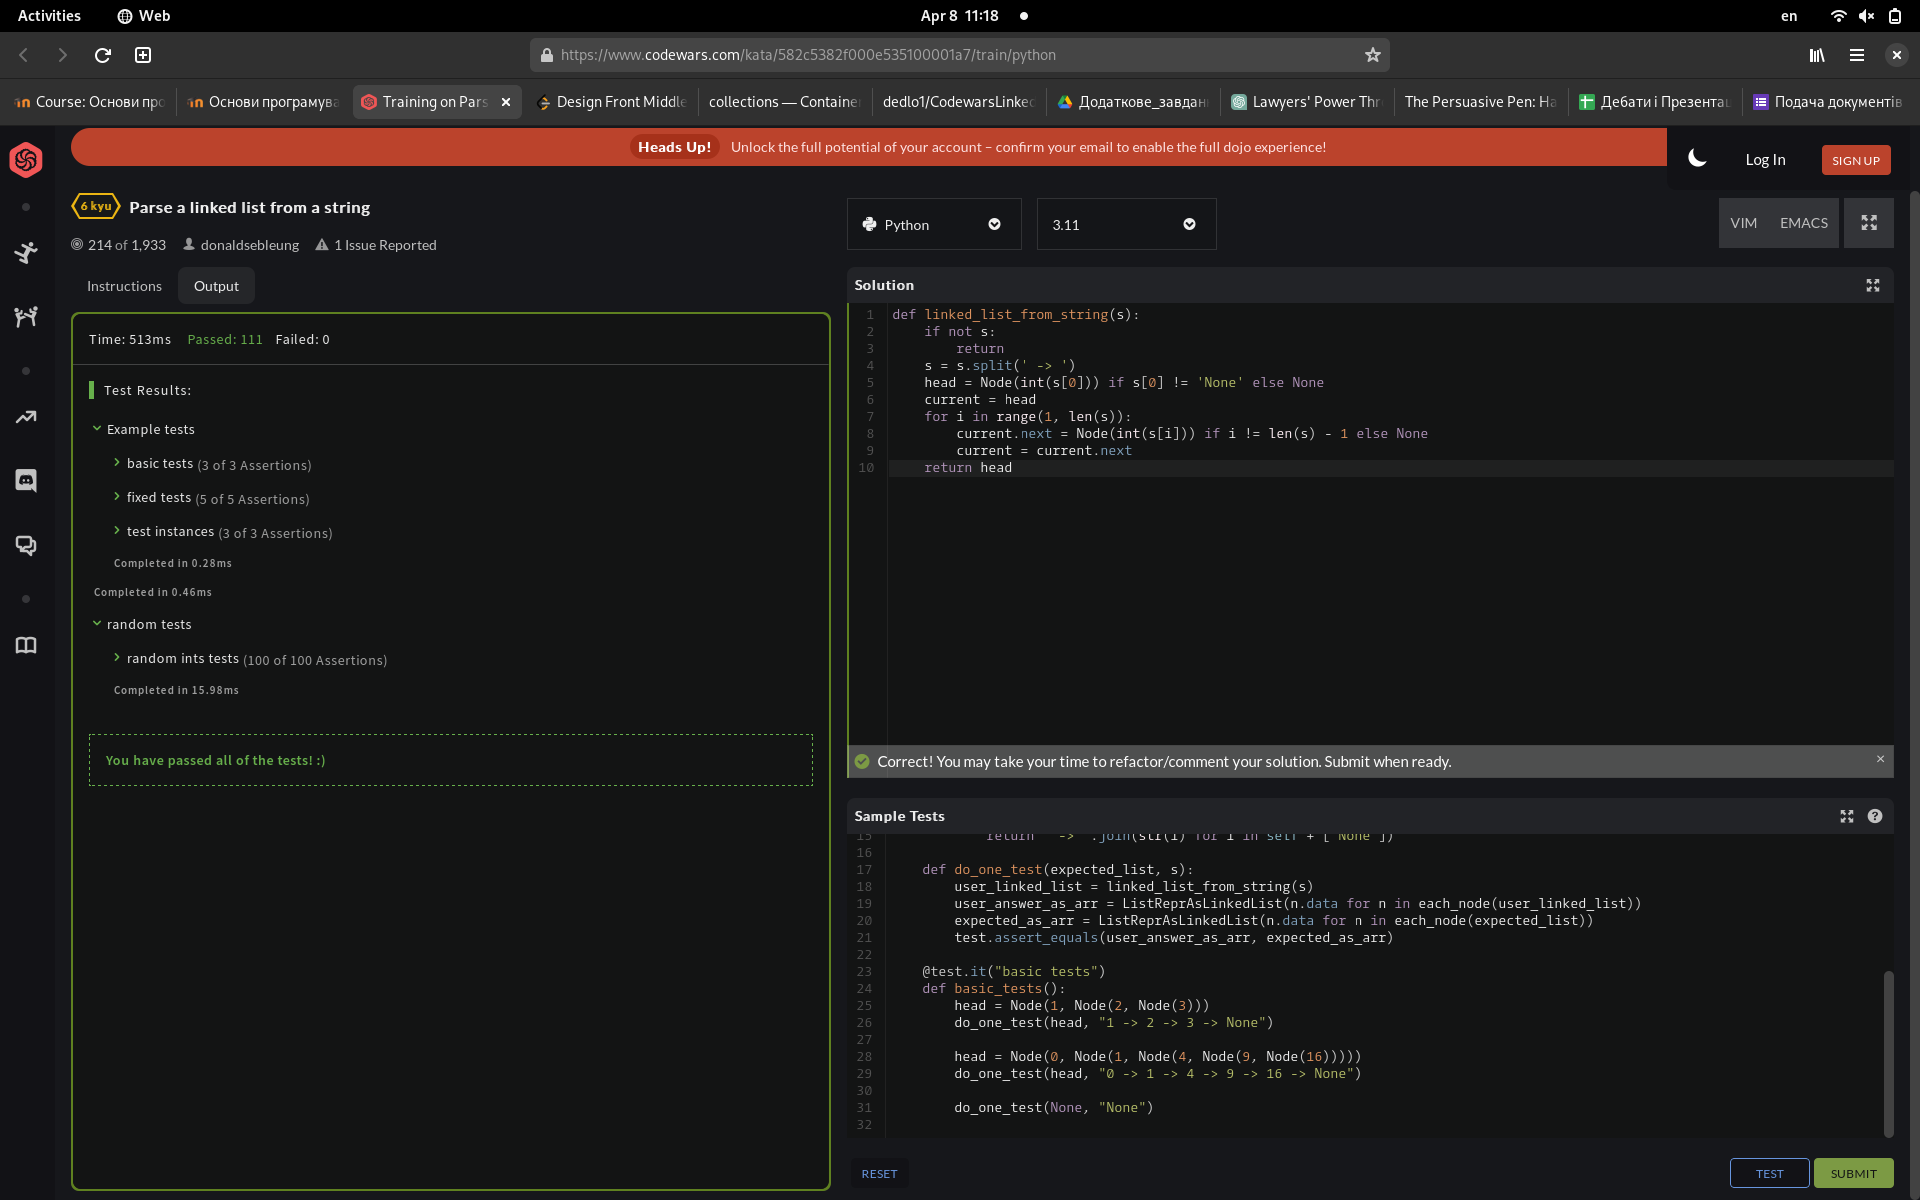 Activities
Web
Apr 8 11:18
en
https://www.codewars.com/kata/582c5382f000e535100001a7/train/python
Course: Основи про
Основи програмува
Training on Pars
Design Front Middle
collections — Container
dedlo1/CodewarsLinked
Додаткове_завдан
Lawyers' Power Thr
The Persuasive Pen: Ha
Дебати і Презентац
Подача документів
Heads Up! Unlock the full potential of your account – confirm your email to enable the full dojo experience!
Log In
SIGN UP
6 kyu
Parse a linked list from a string
214 of 1,933
donaldsebleung
1 Issue Reported
Python
3.11
VIM
EMACS
Instructions
Output
Time: 513ms Passed: 111 Failed: 0
Test Results:
Example tests
basic tests (3 of 3 Assertions)
fixed tests (5 of 5 Assertions)
test instances (3 of 3 Assertions)
Completed in 0.28ms
Completed in 0.46ms
random tests
random ints tests (100 of 100 Assertions)
Completed in 15.98ms
You have passed all of the tests! :)
Solution
1 def linked_list_from_string(s):
2 if not s:
3 return
4 s = s.split(' -> ')
5 head = Node(int(s[0])) if s[0] != 'None' else None
6 current = head
7 for i in range(1, len(s)):
8 current.next = Node(int(s[i])) if i != len(s) - 1 else None
9 current = current.next
10 return head
Correct! You may take your time to refactor/comment your solution. Submit when ready.
Sample Tests
15 return " -> ".join(str(i) for i in self + ["None"])
16
17 def do_one_test(expected_list, s):
18 user_linked_list = linked_list_from_string(s)
19 user_answer_as_arr = ListReprAsLinkedList(n.data for n in each_node(user_linked_list))
20 expected_as_arr = ListReprAsLinkedList(n.data for n in each_node(expected_list))
21 test.assert_equals(user_answer_as_arr, expected_as_arr)
22
23 @test.it("basic tests")
24 def basic_tests():
25 head = Node(1, Node(2, Node(3)))
26 do_one_test(head, "1 -> 2 -> 3 -> None")
27
28 head = Node(0, Node(1, Node(4, Node(9, Node(16)))))
29 do_one_test(head, "0 -> 1 -> 4 -> 9 -> 16 -> None")
30
31 do_one_test(None, "None")
32
RESET
TEST
SUBMIT